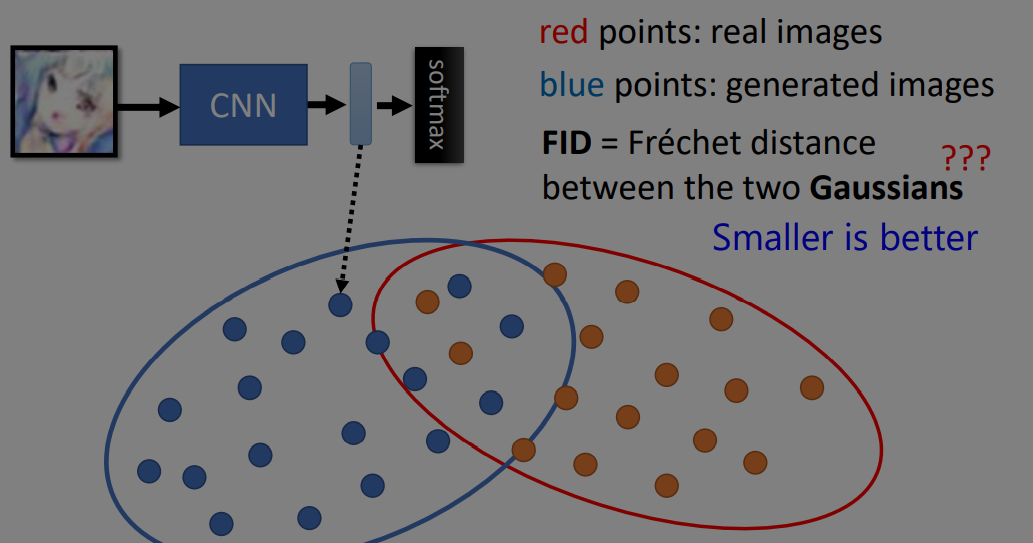 CNN
softmax
red points: real images
blue points: generated images
FID = Fréchet distance
???
between the two Gaussians
Smaller is better